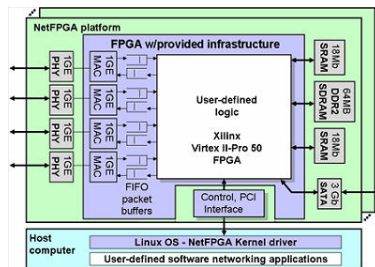 NetFPGA platform
FPGA w/provided infrastructure
PHY
1GE
MAC
1GE
PHY
1GE
MAC
1GE
PHY
1GE
MAC
1GE
PHY
1GE
MAC
1GE
FIFO
packet
buffers
User-defined
logic
Xilinx
Virtex II-Pro 50
FPGA
18Mb
SRAM
64MB
DDR2
SDRAM
18Mb
SRAM
3 Gb
SATA
Control, PCI
Interface
Host
computer
Linux OS - NetFPGA Kernel driver
User-defined software networking applications